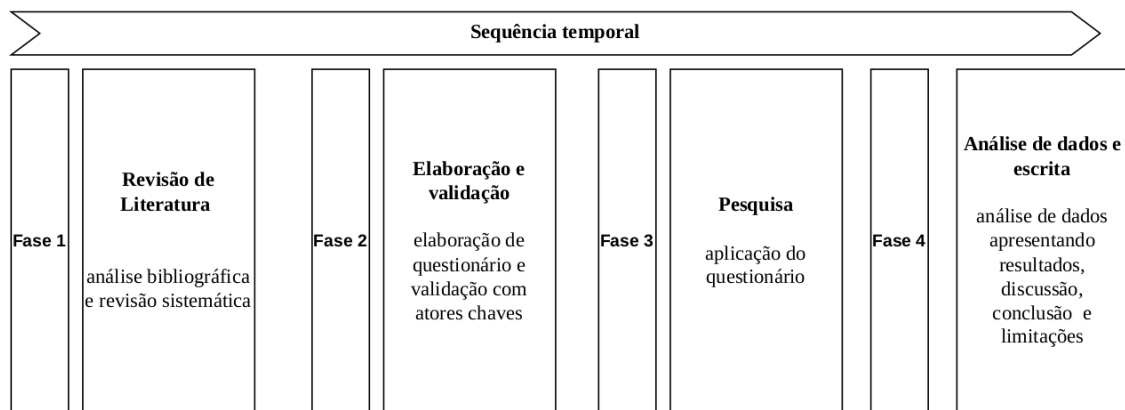 Sequência temporal
Fase 1
Revisão de
Literatura
análise bibliográfica
e revisão sistemática
Fase 2
Elaboração e
validação
elaboração de
questionário e
validação com
atores chaves
Fase 3
Pesquisa
aplicação do
questionário
Fase 4
Análise de dados e
escrita
análise de dados
apresentando
resultados,
discussão,
conclusão e
limitações